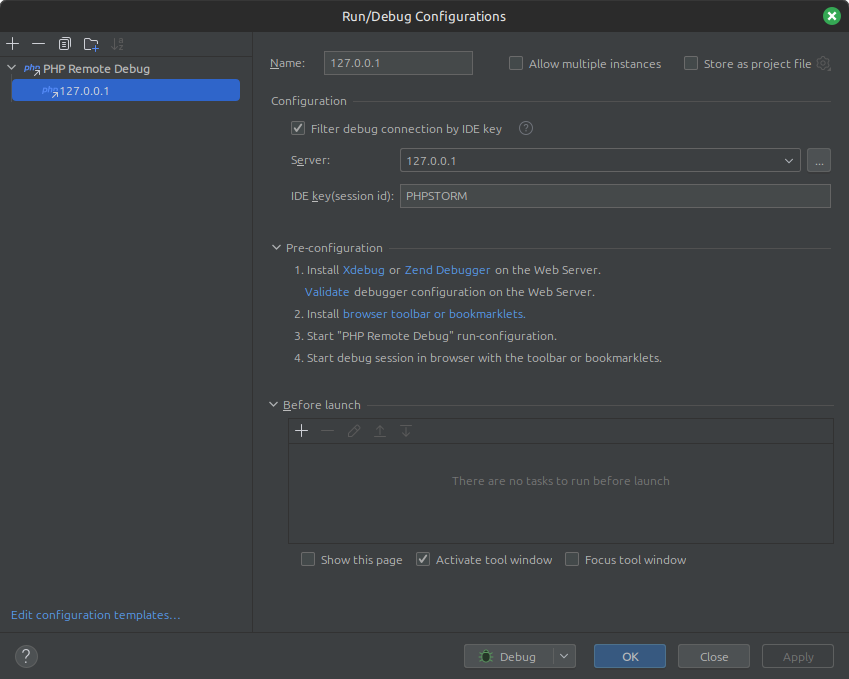 Run/Debug Configurations
PHP Remote Debug
127.0.0.1
Name: 127.0.0.1 Allow multiple instances Store as project file
Configuration
Filter debug connection by IDE key ?
Server: 127.0.0.1 ...
IDE key(session id): PHPSTORM
Pre-configuration
1. Install Xdebug or Zend Debugger on the Web Server.
Validate debugger configuration on the Web Server.
2. Install browser toolbar or bookmarklets.
3. Start "PHP Remote Debug" run-configuration.
4. Start debug session in browser with the toolbar or bookmarklets.
Before launch
There are no tasks to run before launch
Show this page Activate tool window Focus tool window
Edit configuration templates...
? Debug OK Close Apply